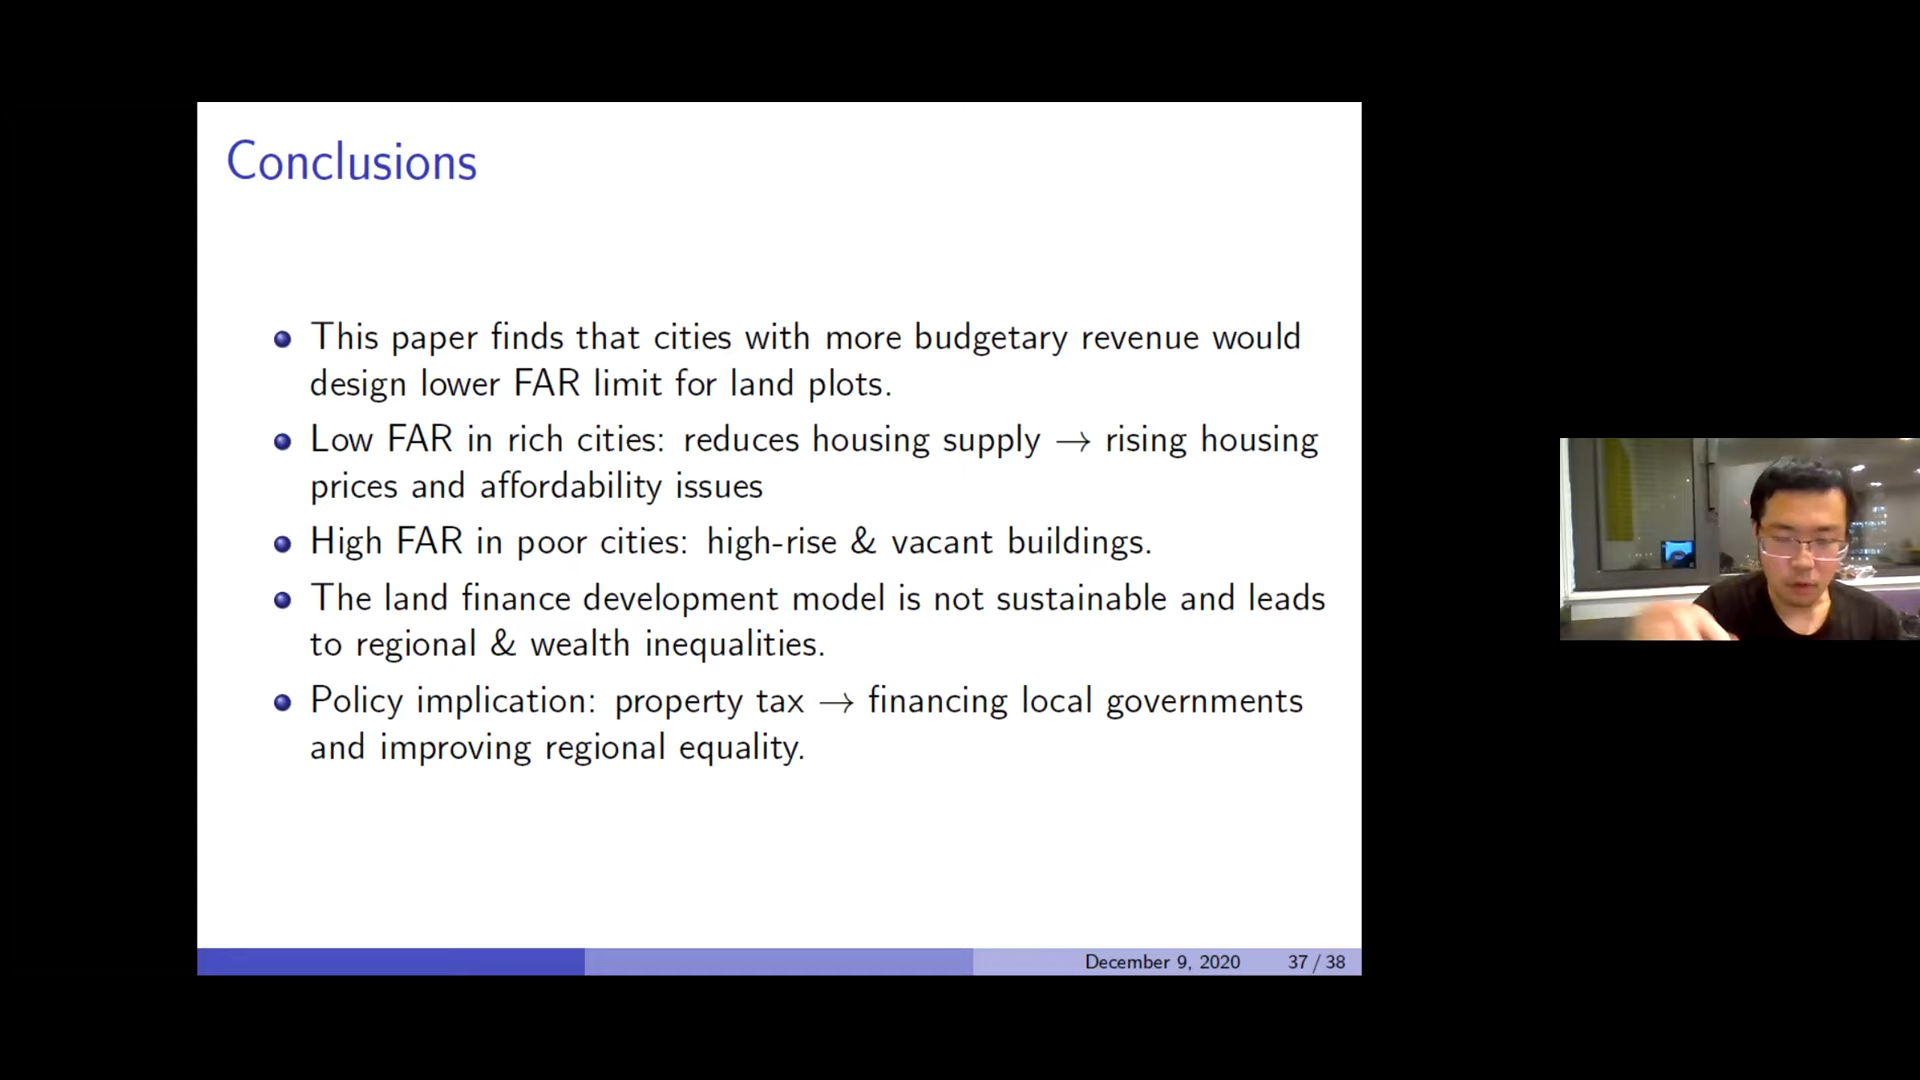 Conclusions
This paper finds that cities with more budgetary revenue would
design lower FAR limit for land plots.
Low FAR in rich cities: reduces housing supply → rising housing
prices and affordability issues
High FAR in poor cities: high-rise & vacant buildings.
The land finance development model is not sustainable and leads
to regional & wealth inequalities.
Policy implication: property tax → financing local governments
and improving regional equality.
December 9, 2020 37 / 38